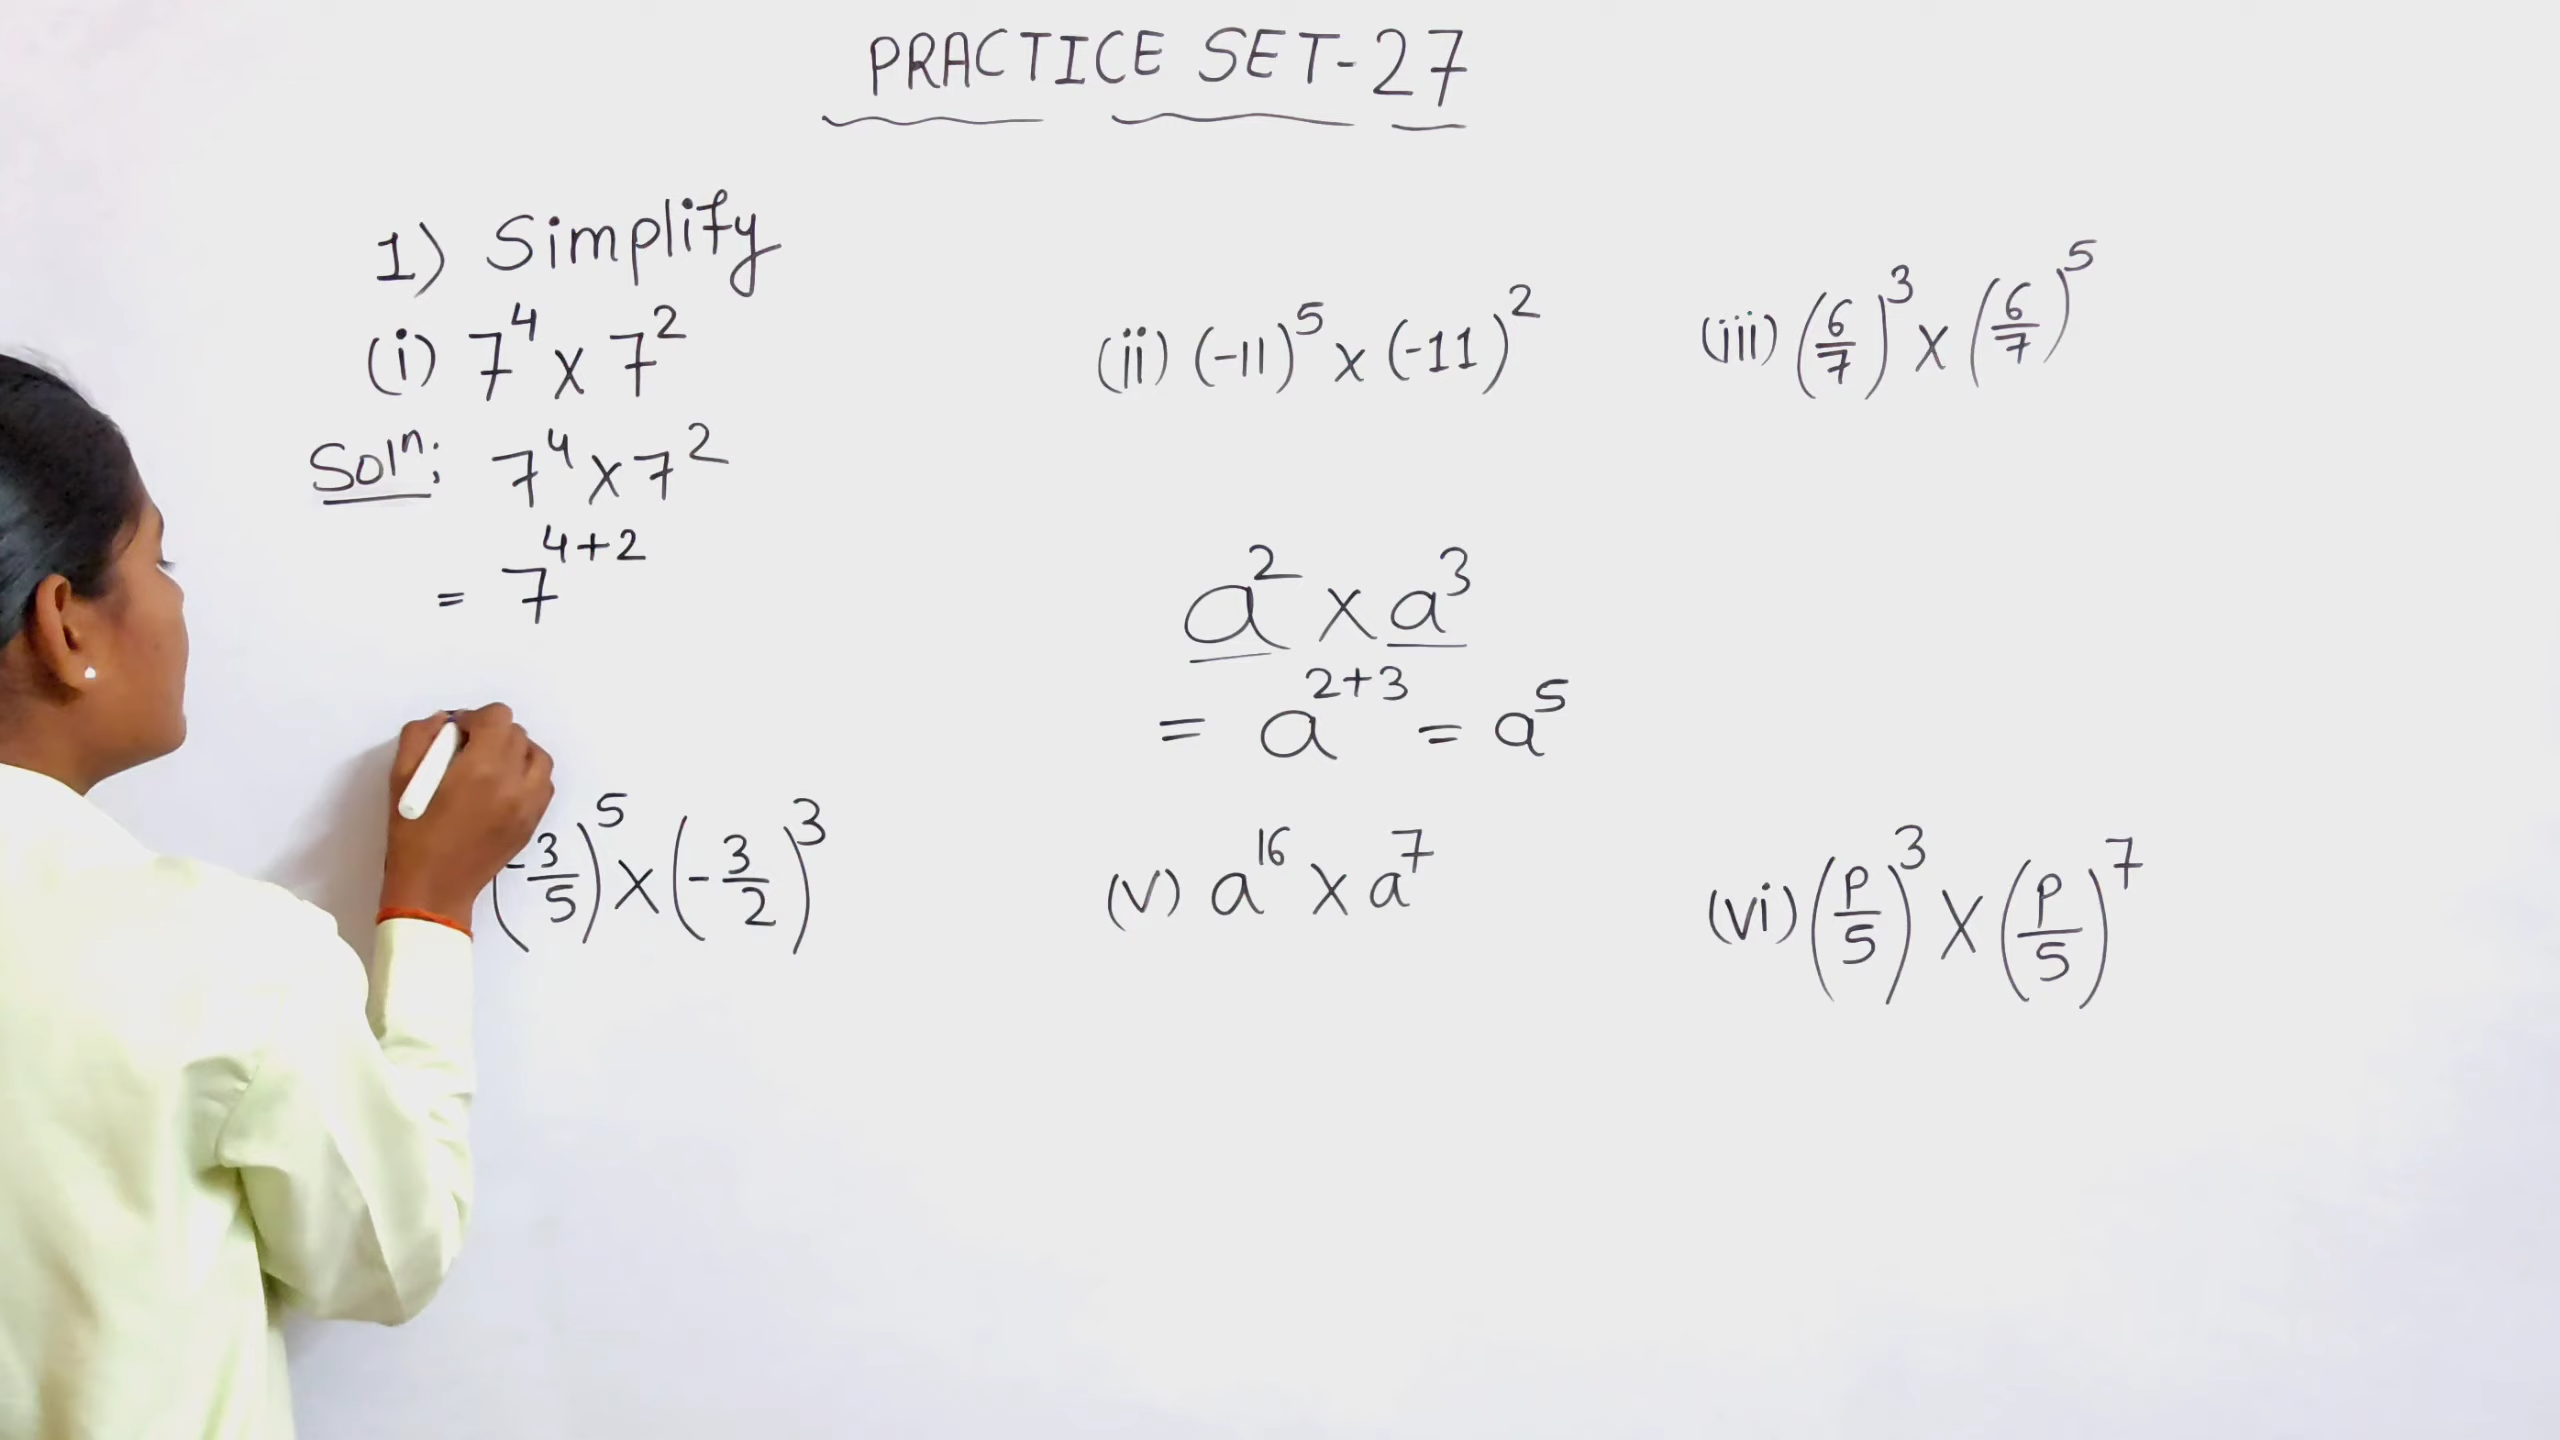 PRACTICE SET-27
1) Simplify
(i) 7⁴ x 7²
(ii) (-11)⁵ x (-11)²
(iii) (6/7)³ x (6/7)⁵
Solⁿ: 7⁴ x 7²
= 7⁴⁺²
a² x a³
= a²⁺³ = a⁵
(-3/5)⁵ x (-3/2)³
(v) a¹⁶ x a⁷
(vi) (p/5)³ x (p/5)⁷